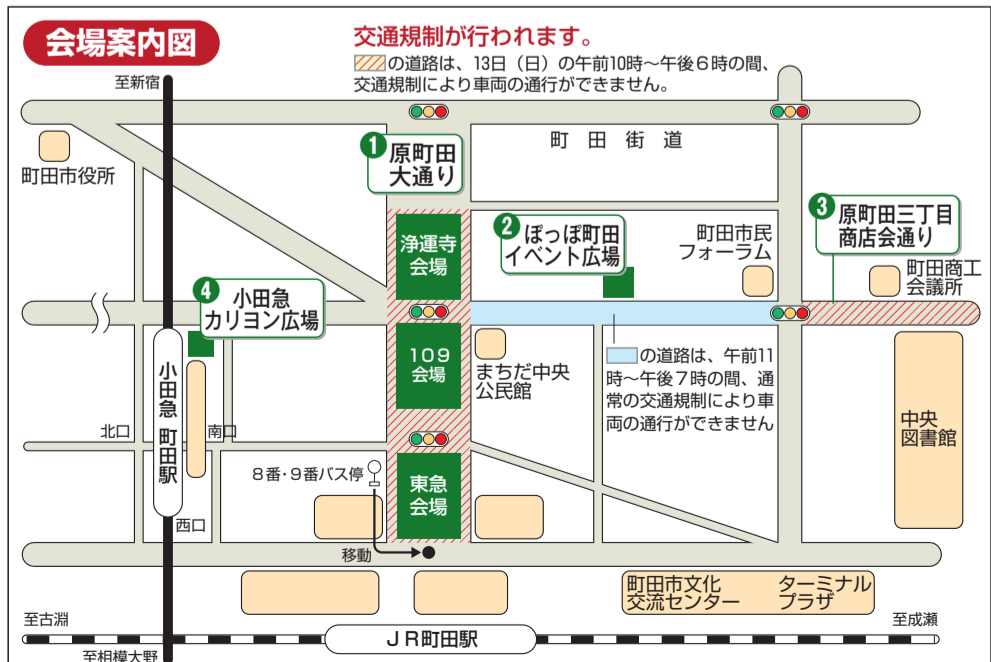 会場案内図
交通規制が行われます。
の道路は、13日（日）の午前10時～午後6時の間、
交通規制により車両の通行ができません。
至新宿
町田街道
町田市役所
1 原町田
大通り
浄運寺
会場
2 ぽっぽ町田
イベント広場
町田市民
フォーラム
3 原町田三丁目
商店会通り
町田商工
会議所
4 小田急
カリヨン広場
109
会場
まちだ中央
公民館
の道路は、午前11
時～午後7時の間、通
常の交通規制により車
両の通行ができません
小田急 町田駅
北口
南口
西口
中央
図書館
8番・9番バス停
東急
会場
移動
町田市文化
交流センター
ターミナル
プラザ
至古淵
至成瀬
JR町田駅
至相模大野